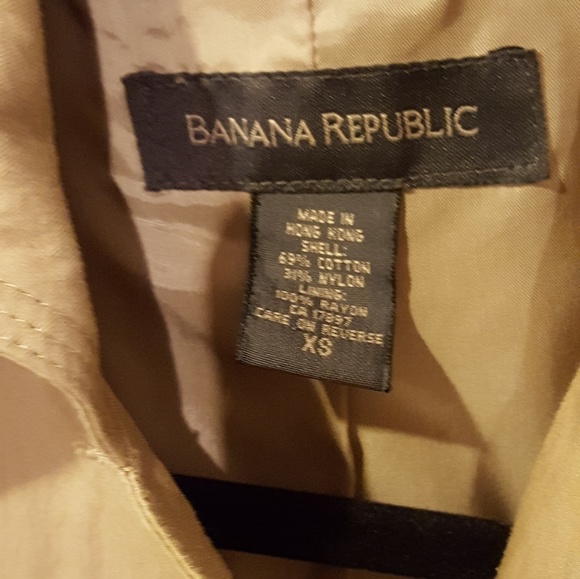 BANANA REPUBLIC
MADE IN
HONG KONG
SHELL:
69% COTTON
31% NYLON
LINING:
100% RAYON
CA 17897
CARE ON REVERSE
XS